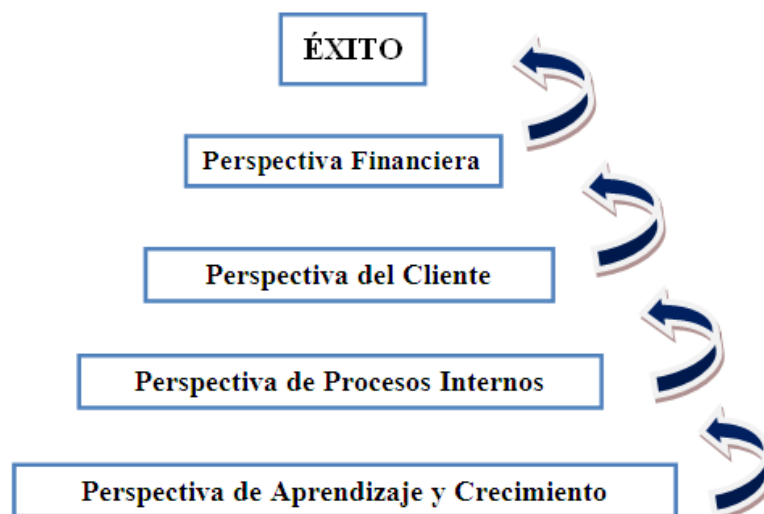 ÉXITO
Perspectiva Financiera
Perspectiva del Cliente
Perspectiva de Procesos Internos
Perspectiva de Aprendizaje y Crecimiento